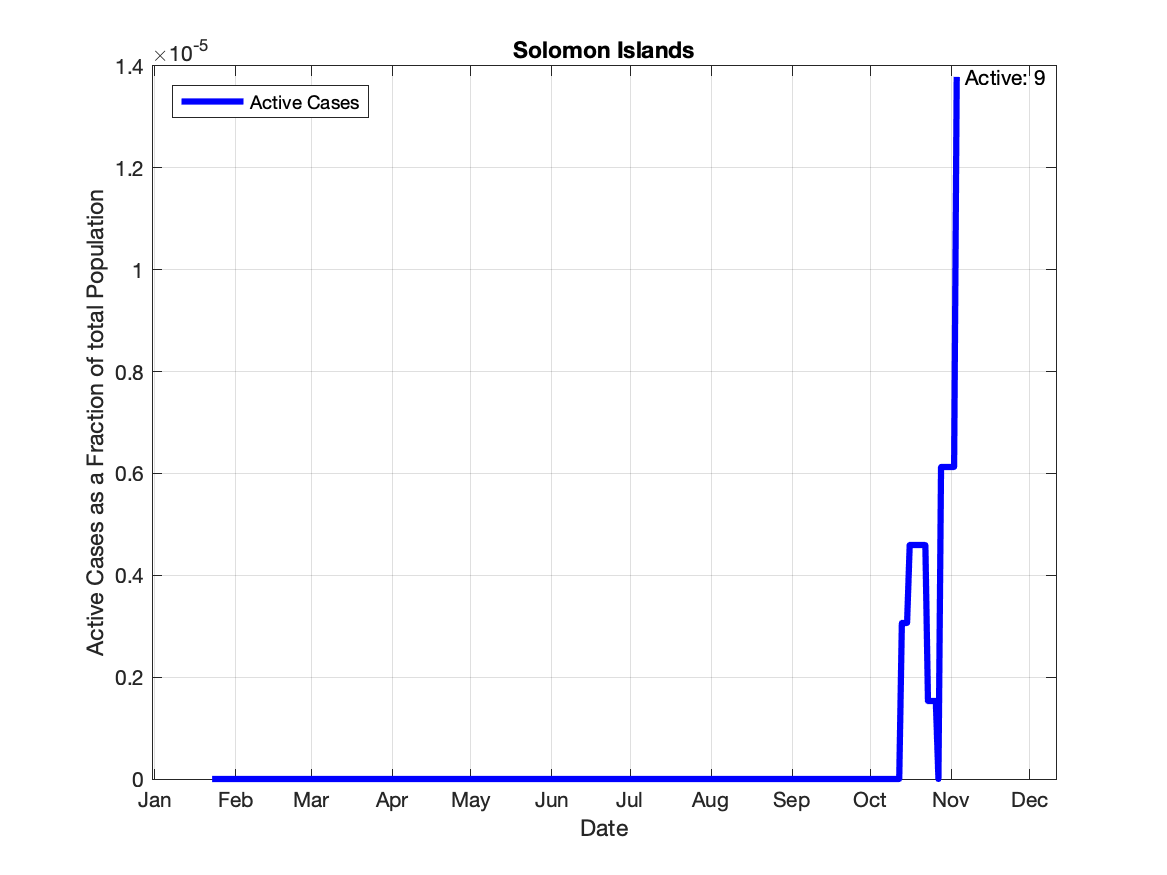 Solomon Islands
×10-5
1.4
1.2
1
0.8
0.6
0.4
0.2
0
Active Cases as a Fraction of total Population
Active Cases
Active: 9
Jan Feb Mar Apr May Jun Jul Aug Sep Oct Nov Dec
Date